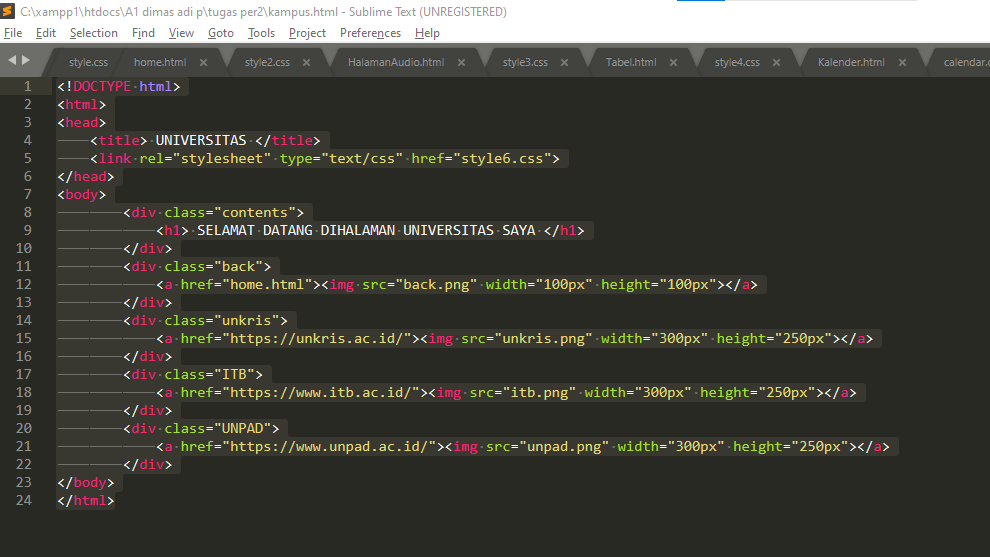 C:\xampp1\htdocs\A1 dimas adi p\tugas per2\kampus.html - Sublime Text (UNREGISTERED)
File Edit Selection Find View Goto Tools Project Preferences Help
style.css home.html × style2.css × HalamanAudio.html × style3.css × Tabel.html × style4.css × Kalender.html × calendar.c
1 <!DOCTYPE html>
2 <html>
3 <head>
4 <title> UNIVERSITAS </title>
5 <link rel="stylesheet" type="text/css" href="style6.css">
6 </head>
7 <body>
8 <div class="contents">
9 <h1> SELAMAT DATANG DIHALAMAN UNIVERSITAS SAYA </h1>
10 </div>
11 <div class="back">
12 <a href="home.html"><img src="back.png" width="100px" height="100px"></a>
13 </div>
14 <div class="unkris">
15 <a href="https://unkris.ac.id/"><img src="unkris.png" width="300px" height="250px"></a>
16 </div>
17 <div class="ITB">
18 <a href="https://www.itb.ac.id/"><img src="itb.png" width="300px" height="250px"></a>
19 </div>
20 <div class="UNPAD">
21 <a href="https://www.unpad.ac.id/"><img src="unpad.png" width="300px" height="250px"></a>
22 </div>
23 </body>
24 </html>